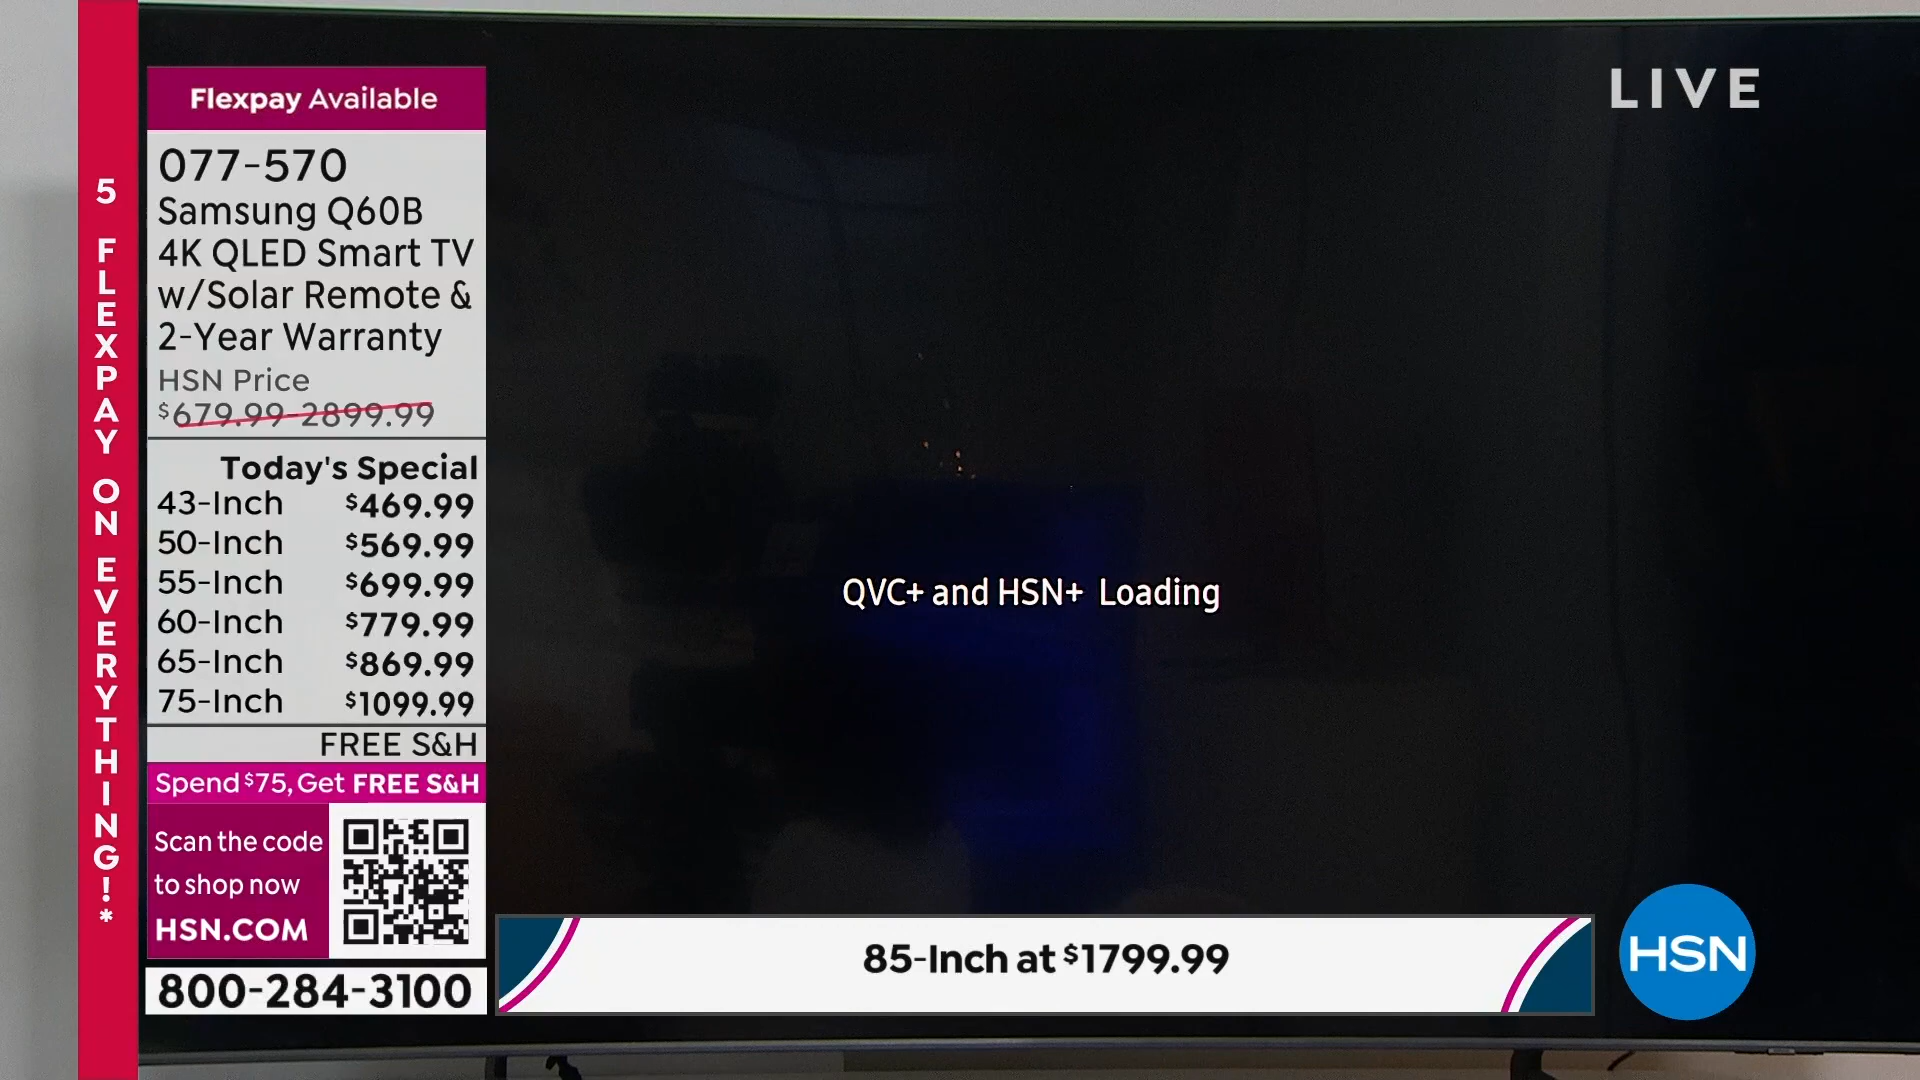 5 FLEXPAY ON EVERYTHING!*
Flexpay Available
077-570
Samsung Q60B
4K QLED Smart TV
w/Solar Remote &
2-Year Warranty
HSN Price
$679.99-2899.99
Today's Special
43-Inch $469.99
50-Inch $569.99
55-Inch $699.99
60-Inch $779.99
65-Inch $869.99
75-Inch $1099.99
FREE S&H
Spend $75, Get FREE S&H
Scan the code
to shop now
HSN.COM
800-284-3100
LIVE
QVC+ and HSN+ Loading
85-Inch at $1799.99
HSN